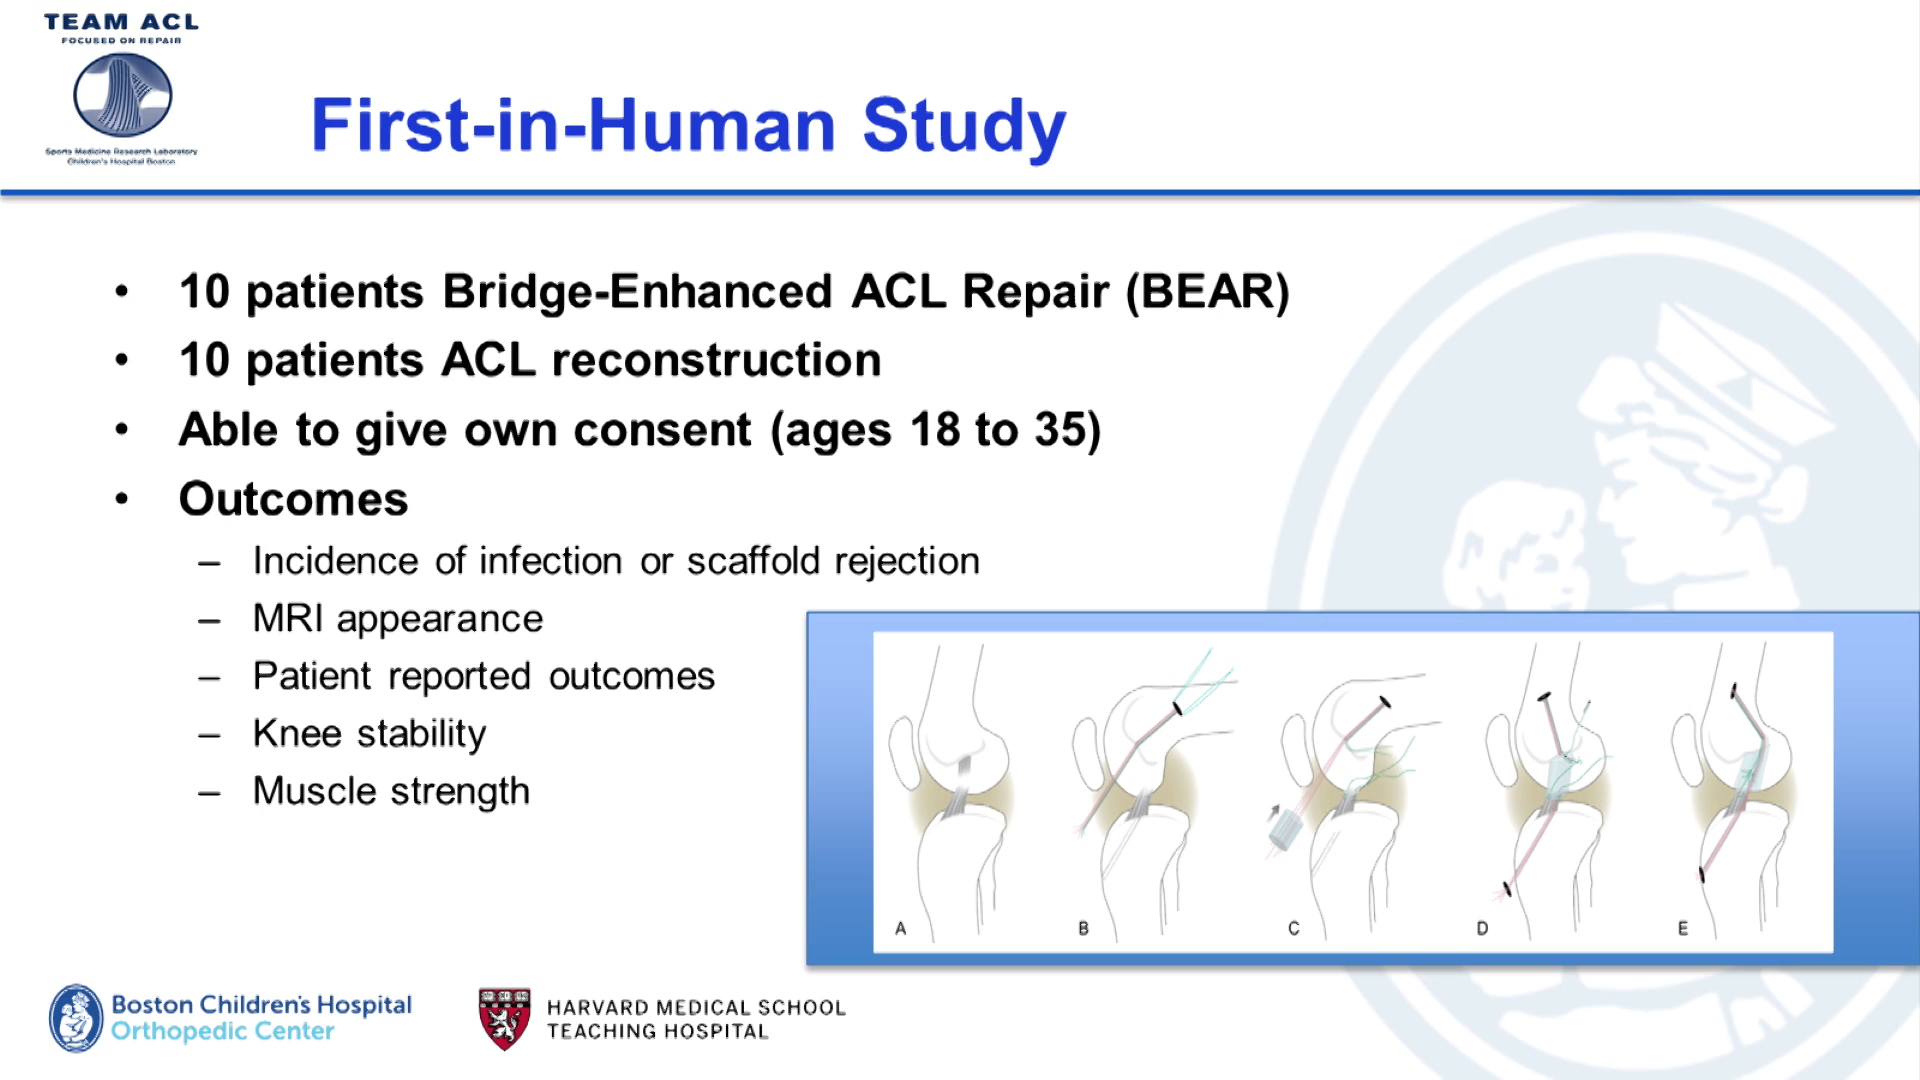 TEAM ACL
FOCUSED ON REPAIR
Sports Medicine Research Laboratory
Children's Hospital Boston
First-in-Human Study
• 10 patients Bridge-Enhanced ACL Repair (BEAR)
• 10 patients ACL reconstruction
• Able to give own consent (ages 18 to 35)
• Outcomes
– Incidence of infection or scaffold rejection
– MRI appearance
– Patient reported outcomes
– Knee stability
– Muscle strength
A B C D E
Boston Children's Hospital
Orthopedic Center
HARVARD MEDICAL SCHOOL
TEACHING HOSPITAL